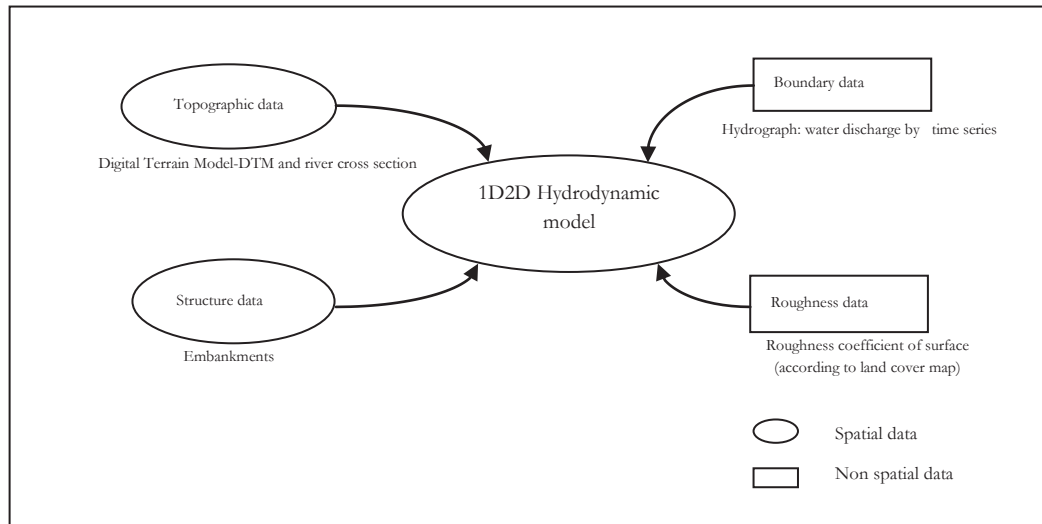 Topographic data
Digital Terrain Model-DTM and river cross section
Boundary data
Hydrograph: water discharge by time series
1D2D Hydrodynamic
model
Structure data
Embankments
Roughness data
Roughness coefficient of surface
(according to land cover map)
Spatial data
Non spatial data